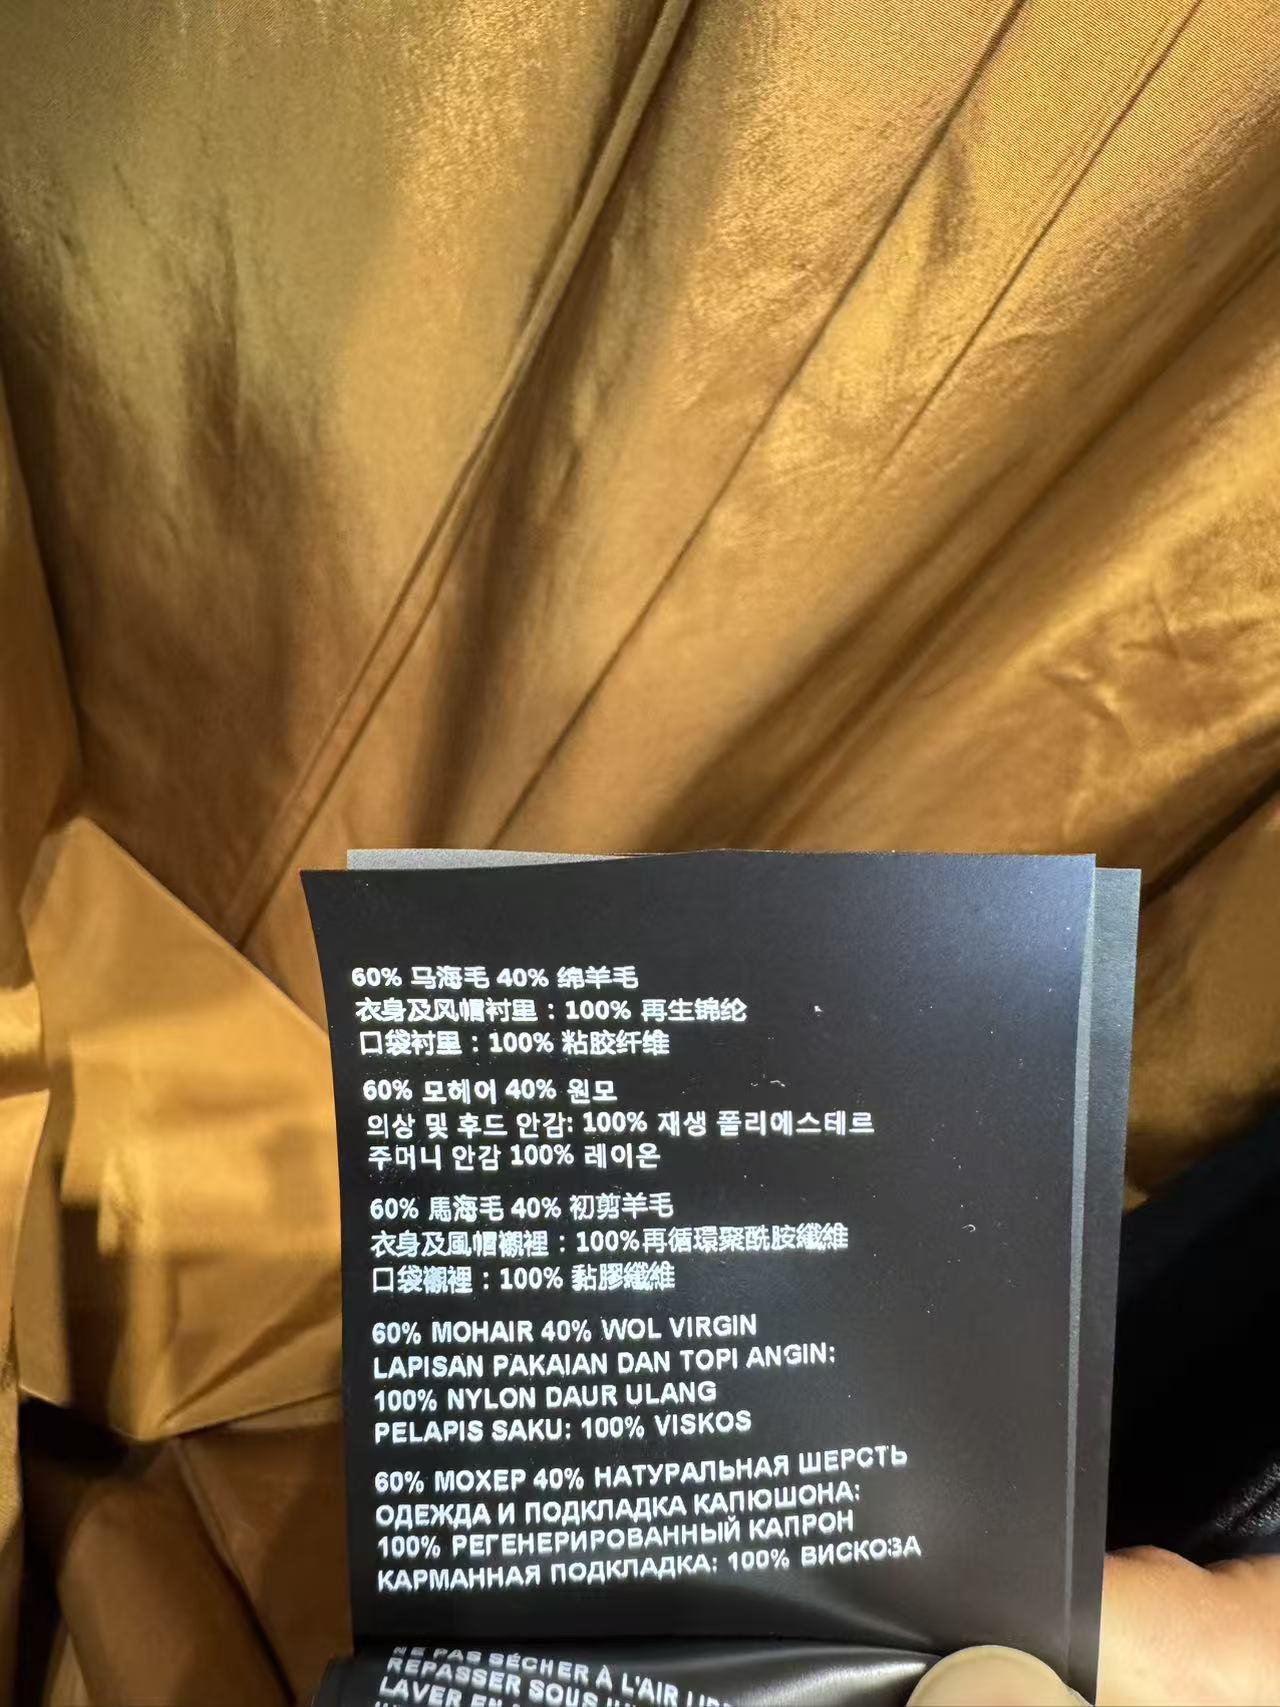 60% 马海毛 40% 绵羊毛
衣身及风帽衬里：100% 再生锦纶
口袋衬里：100% 粘胶纤维
60% 모헤어 40% 원모
의상 및 후드 안감: 100% 재생 폴리에스테르
주머니 안감 100% 레이온
60% 馬海毛 40% 初剪羊毛
衣身及風帽襯裡：100%再循環聚酰胺纖維
口袋襯裡：100% 黏膠纖維
60% MOHAIR 40% WOL VIRGIN
LAPISAN PAKAIAN DAN TOPI ANGIN:
100% NYLON DAUR ULANG
PELAPIS SAKU: 100% VISKOS
60% МОХЕР 40% НАТУРАЛЬНАЯ ШЕРСТЬ
ОДЕЖДА И ПОДКЛАДКА КАПЮШОНА:
100% РЕГЕНЕРИРОВАННЫЙ КАПРОН
КАРМАННАЯ ПОДКЛАДКА: 100% ВИСКОЗА
NE PAS SÉCHER À L'AIR
REPASSER SOUS
LAVER EN